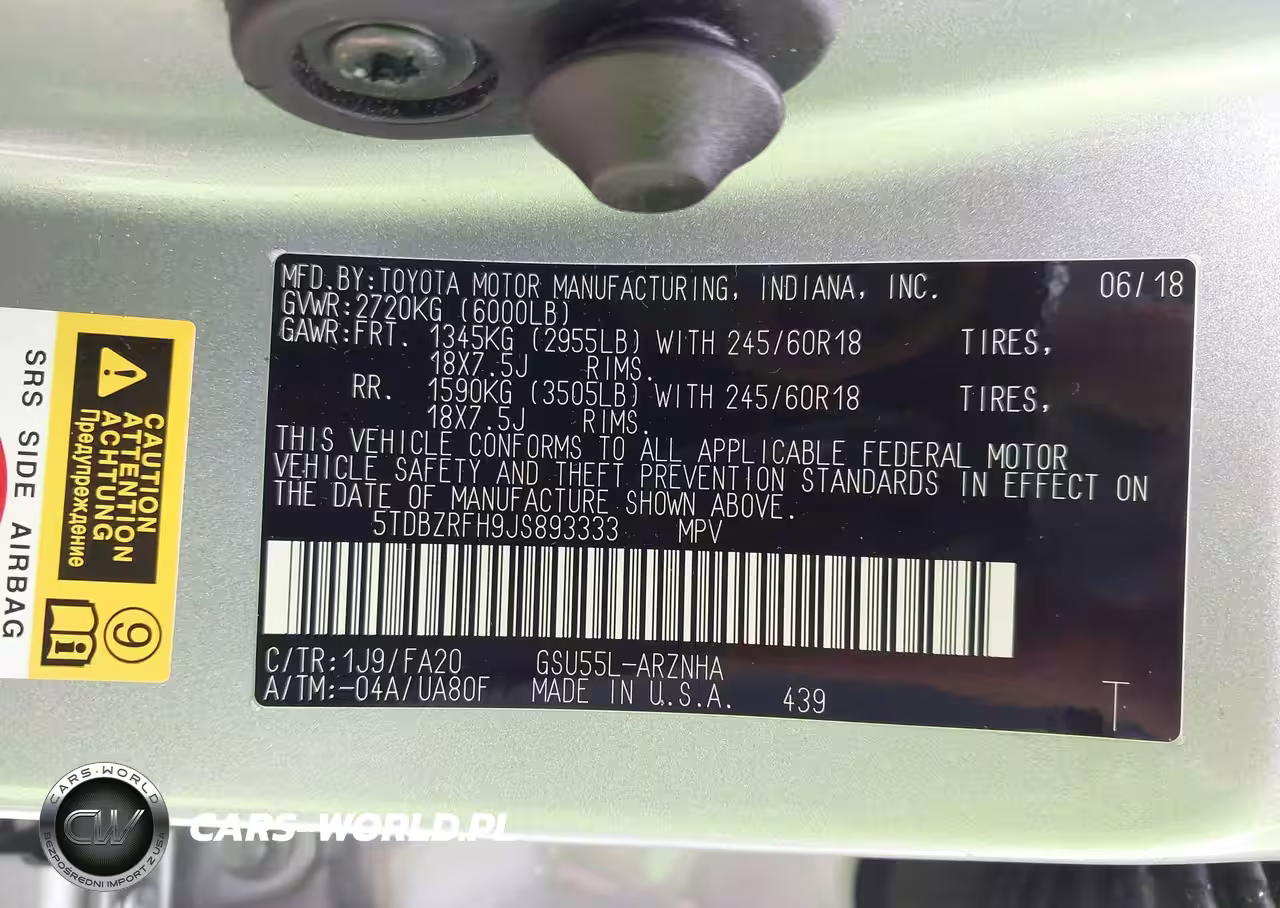 MFD.BY:TOYOTA MOTOR MANUFACTURING, INDIANA, INC. 06/18
GVWR:2720KG (6000LB)
GAWR:FRT. 1345KG (2955LB) WITH 245/60R18 TIRES,
18X7.5J RIMS.
RR. 1590KG (3505LB) WITH 245/60R18 TIRES,
18X7.5J RIMS.
THIS VEHICLE CONFORMS TO ALL APPLICABLE FEDERAL MOTOR
VEHICLE SAFETY AND THEFT PREVENTION STANDARDS IN EFFECT ON
THE DATE OF MANUFACTURE SHOWN ABOVE.
5TDBZRFH9JS893333 MPV
C/TR:1J9/FA20 GSU55L-ARZNHA
A/TM:-04A/UA80F MADE IN U.S.A. 439 T
CAUTION
ATTENTION
ACHTUNG
Предупреждение
9
SRS SIDE AIRBAG
CARS-WORLD
CW
BEZPOŚREDNI IMPORT Z USA
CARS-WORLD.PL